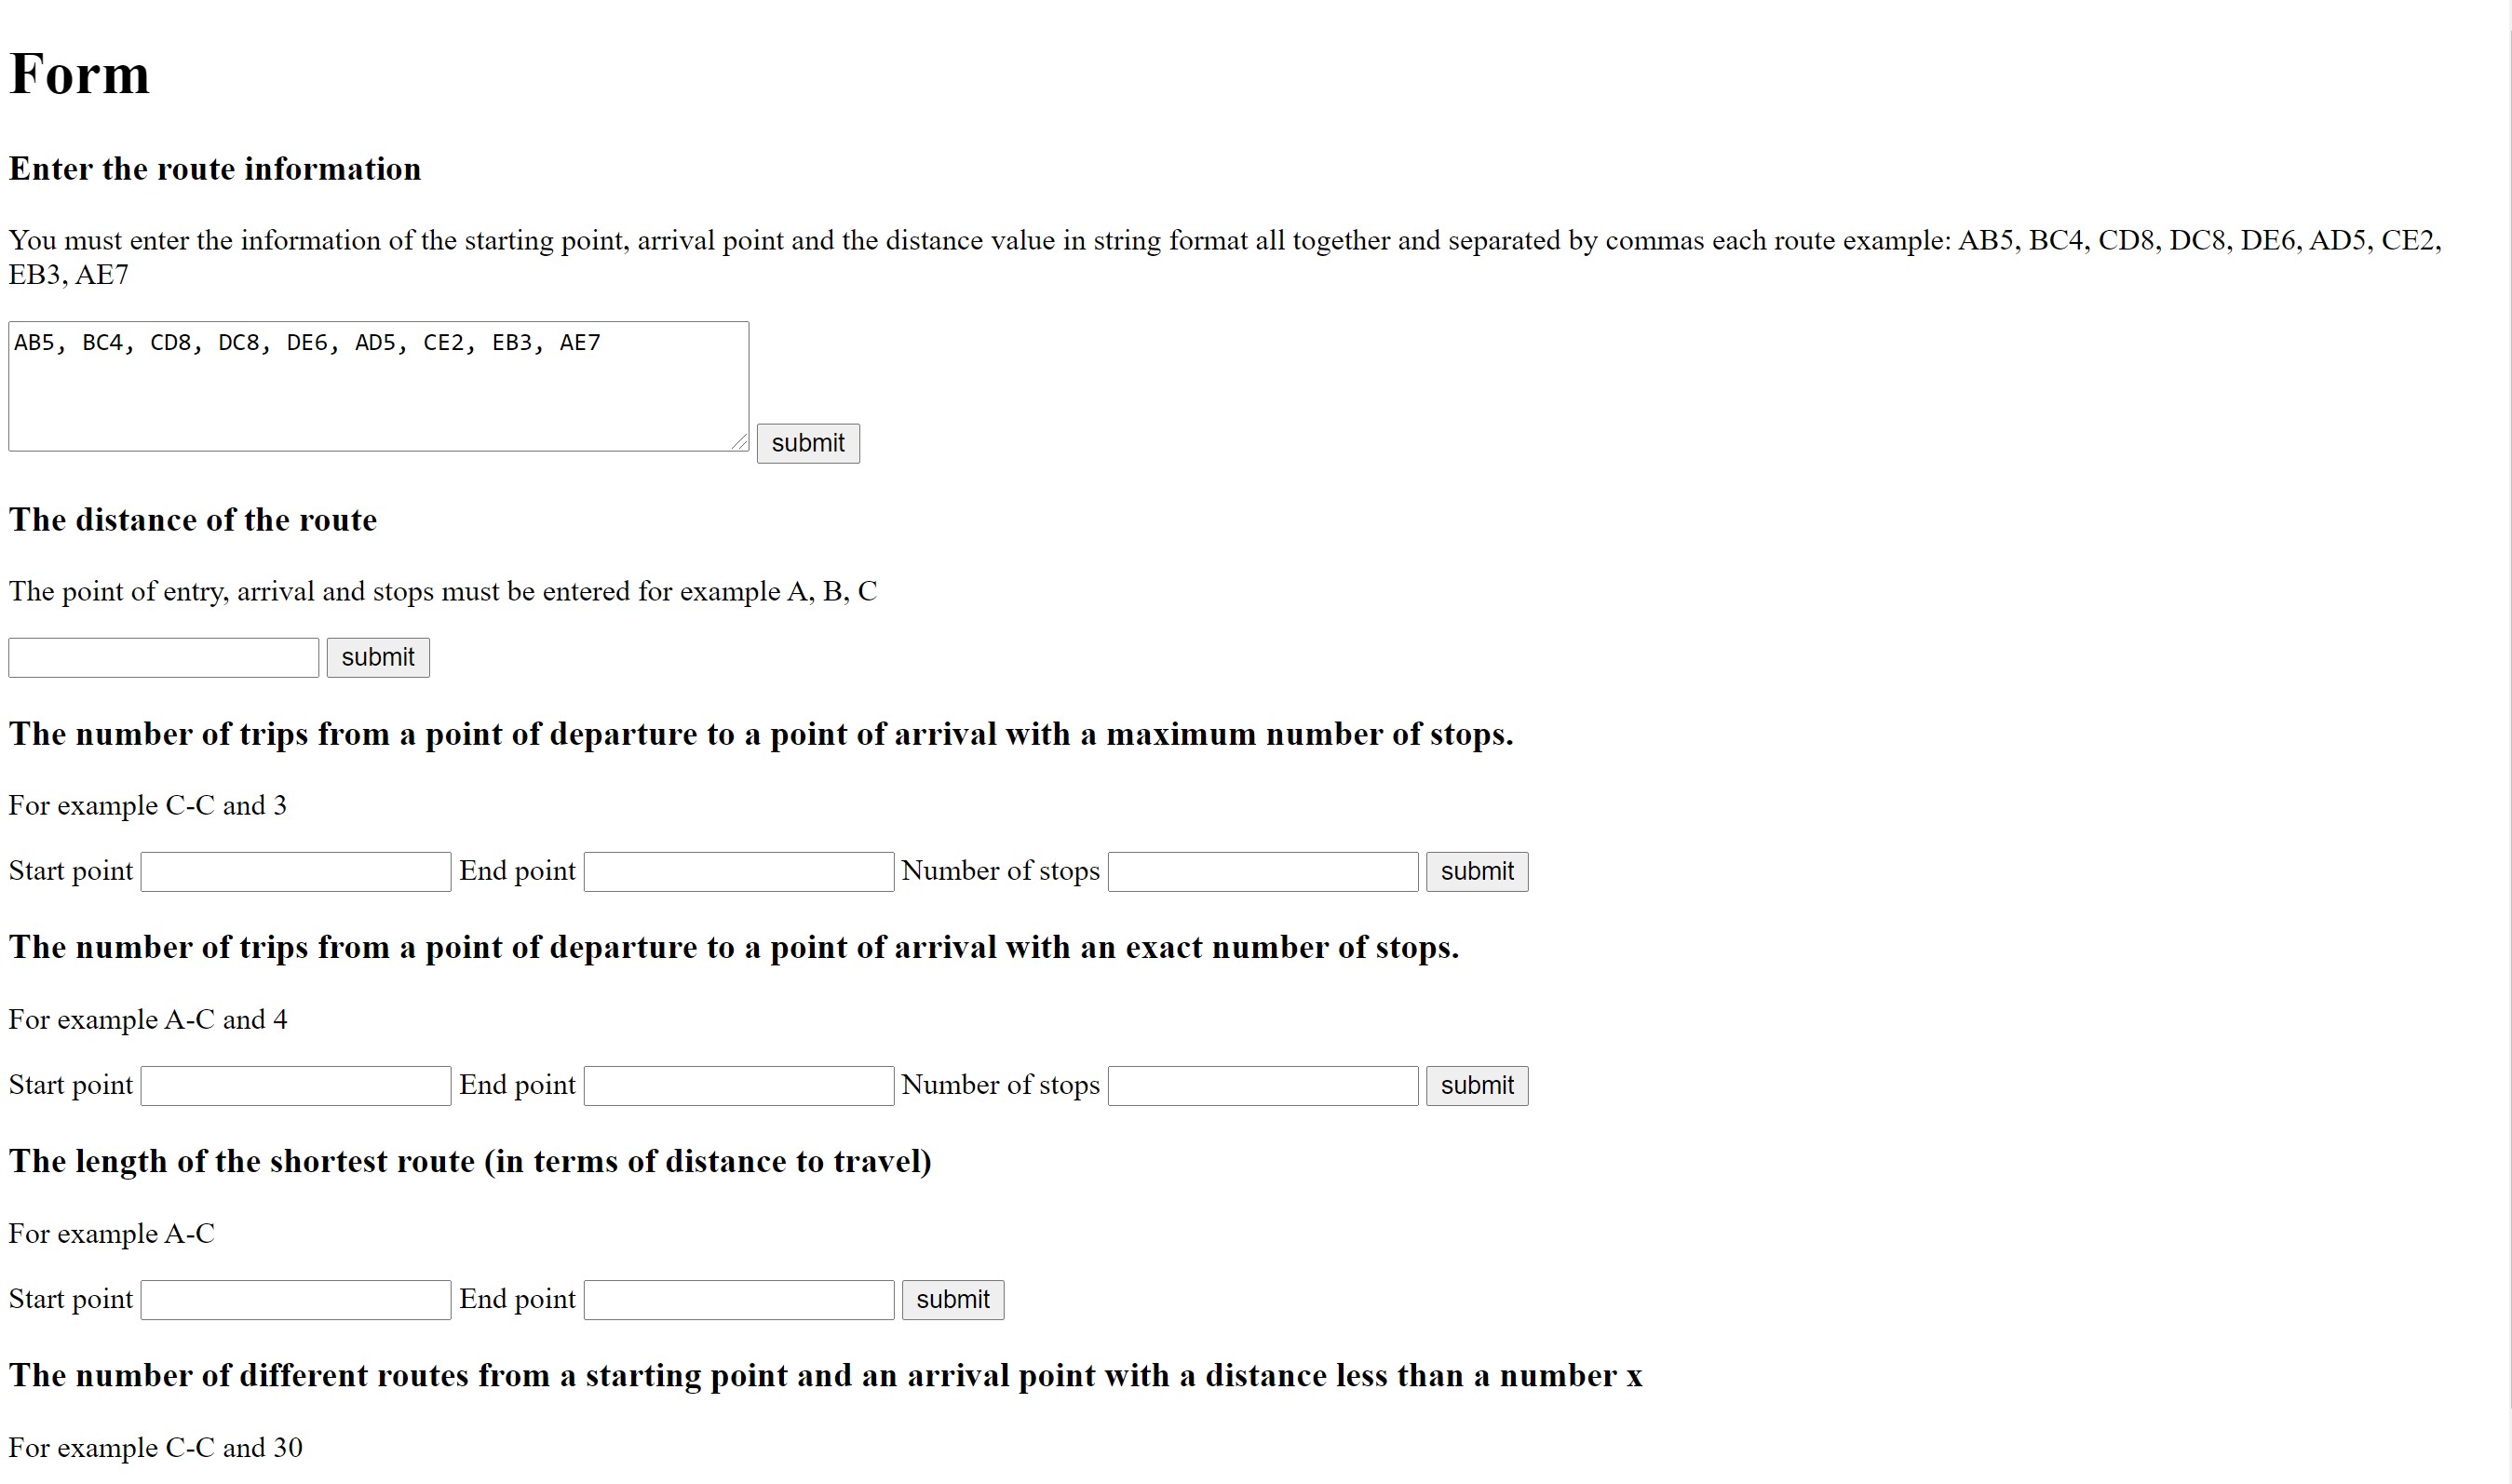 Form
Enter the route information
You must enter the information of the starting point, arrival point and the distance value in string format all together and separated by commas each route example: AB5, BC4, CD8, DC8, DE6, AD5, CE2,
EB3, AE7
AB5, BC4, CD8, DC8, DE6, AD5, CE2, EB3, AE7
submit
The distance of the route
The point of entry, arrival and stops must be entered for example A, B, C
submit
The number of trips from a point of departure to a point of arrival with a maximum number of stops.
For example C-C and 3
Start point End point Number of stops submit
The number of trips from a point of departure to a point of arrival with an exact number of stops.
For example A-C and 4
Start point End point Number of stops submit
The length of the shortest route (in terms of distance to travel)
For example A-C
Start point End point submit
The number of different routes from a starting point and an arrival point with a distance less than a number x
For example C-C and 30